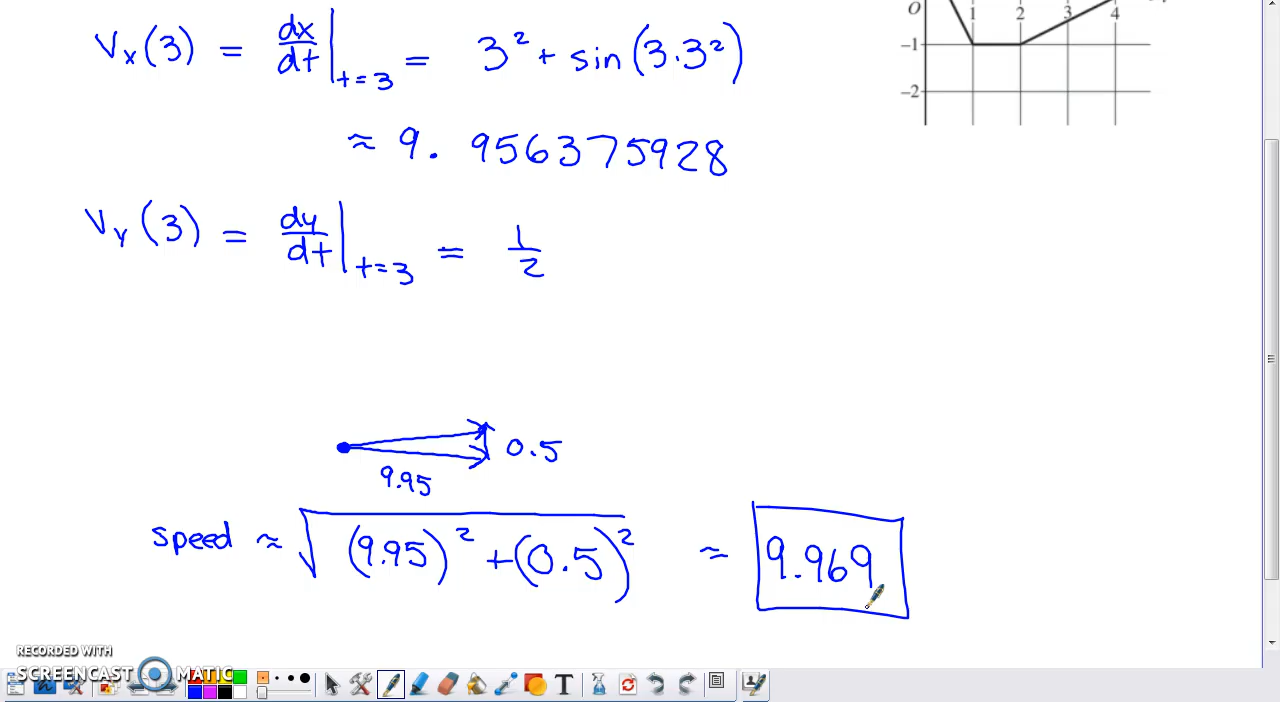 O 1 2 3 4
-1
-2
Vx(3) = dx/dt |t=3 = 3² + sin(3·3²)
≈ 9.956375928
Vy(3) = dy/dt |t=3 = 1/2
0.5
9.95
speed ≈ √(9.95)² + (0.5)² ≈ 9.969
RECORDED WITH
SCREENCAST MATIC
T